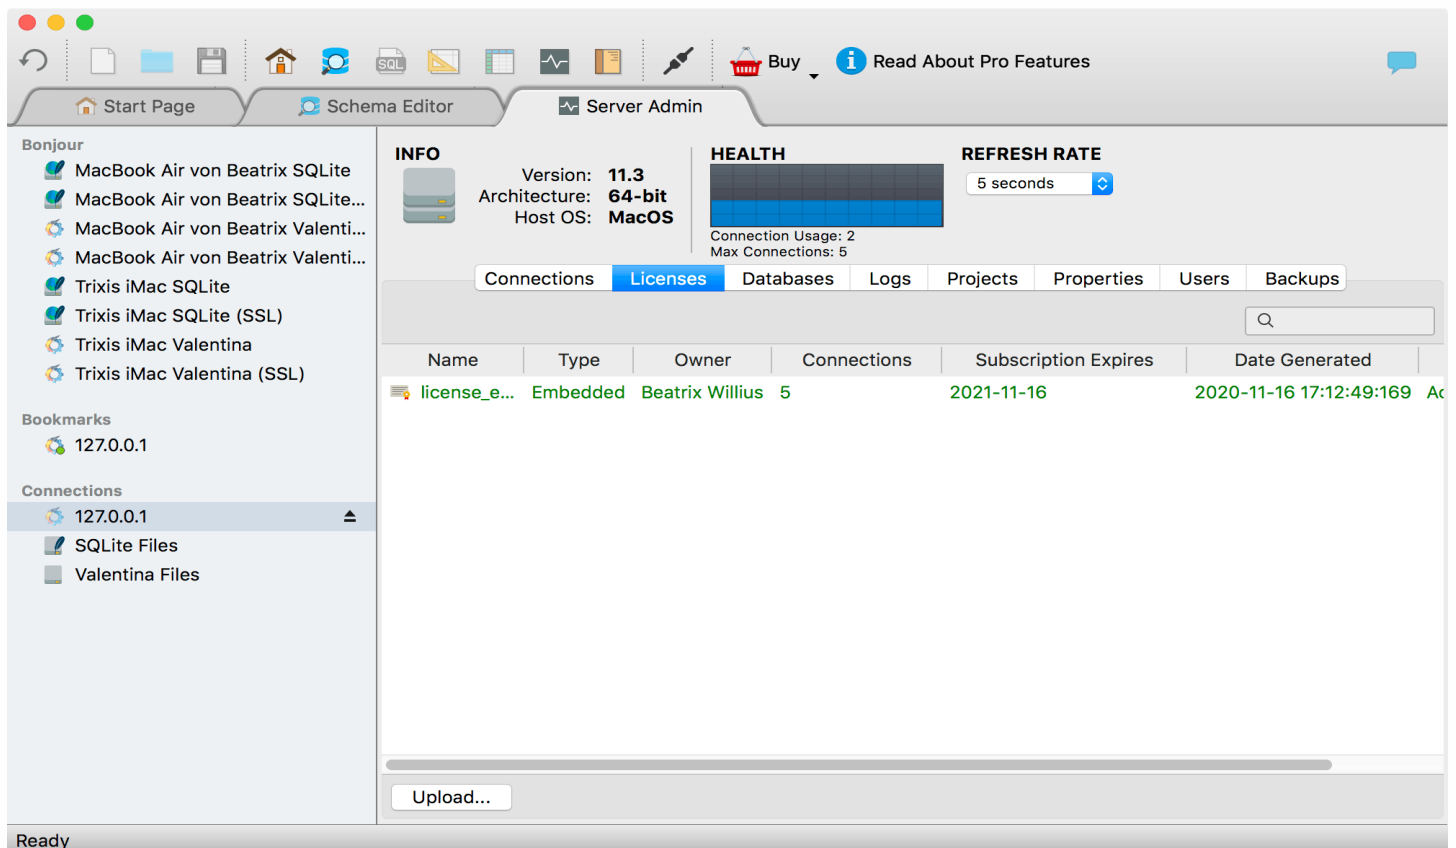 SQL
Buy
Read About Pro Features
Start Page
Schema Editor
Server Admin
Bonjour
MacBook Air von Beatrix SQLite
MacBook Air von Beatrix SQLite...
MacBook Air von Beatrix Valenti...
MacBook Air von Beatrix Valenti...
Trixis iMac SQLite
Trixis iMac SQLite (SSL)
Trixis iMac Valentina
Trixis iMac Valentina (SSL)
Bookmarks
127.0.0.1
Connections
127.0.0.1
SQLite Files
Valentina Files
INFO
Version: 11.3
Architecture: 64-bit
Host OS: MacOS
HEALTH
Connection Usage: 2
Max Connections: 5
REFRESH RATE
5 seconds
Connections Licenses Databases Logs Projects Properties Users Backups
Name Type Owner Connections Subscription Expires Date Generated
license_e... Embedded Beatrix Willius 5 2021-11-16 2020-11-16 17:12:49:169
Upload...
Ready